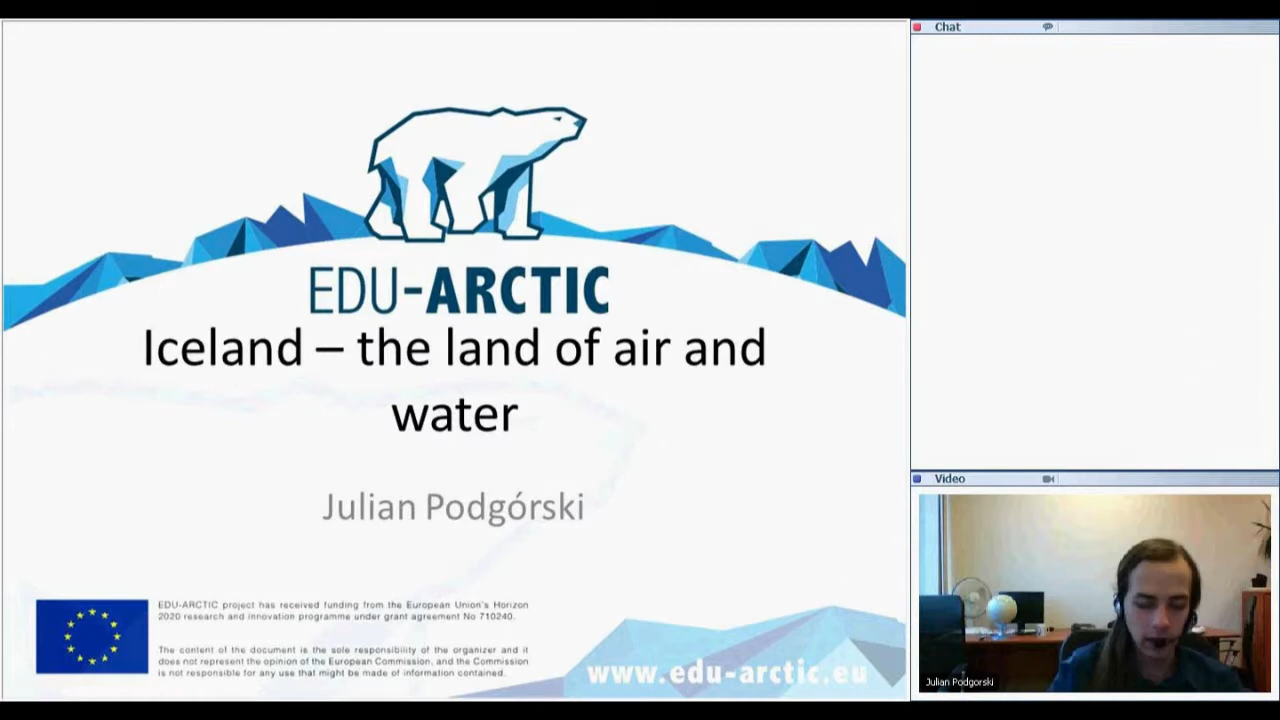 EDU-ARCTIC
Iceland – the land of air and
water
Julian Podgórski
EDU-ARCTIC project has received funding from the European Union's Horizon
2020 research and innovation programme under grant agreement No 710240.
The content of the document is the sole responsibility of the organizer and it
does not represent the opinion of the European Commission, and the Commission
is not responsible for any use that might be made of information contained.
www.edu-arctic.eu
Chat
Video
Julian Podgorski